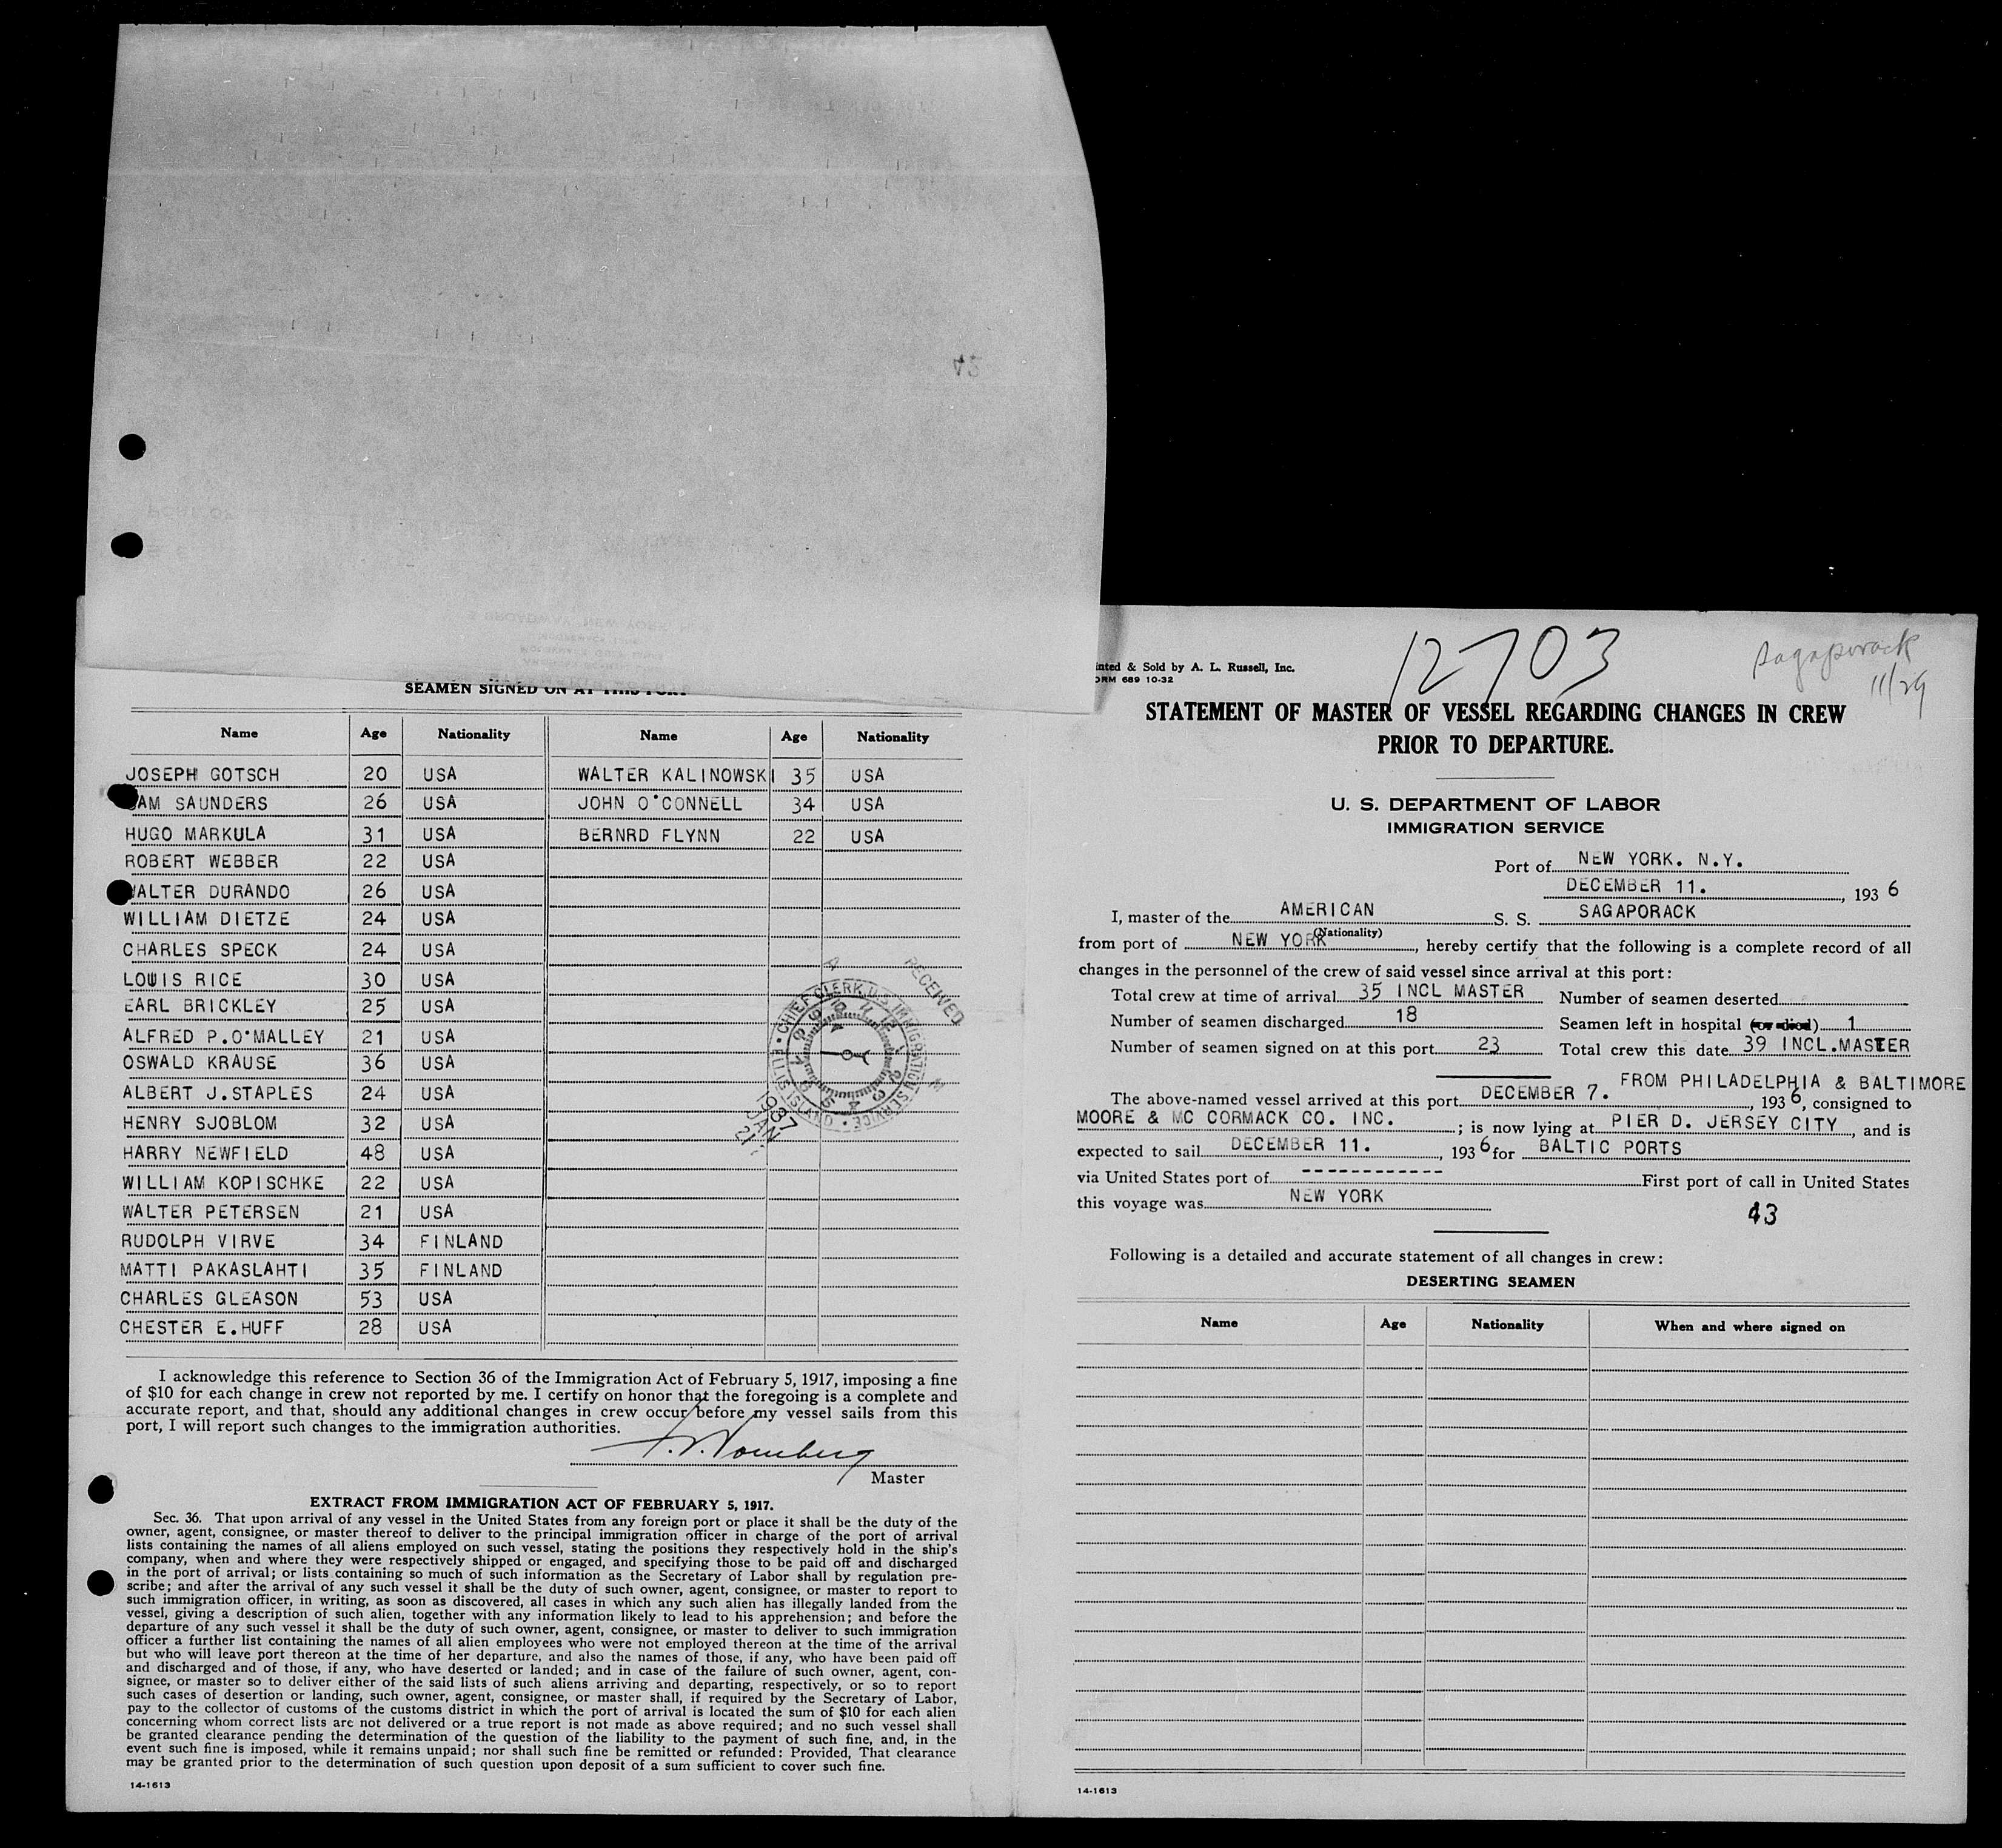 SEAMEN SIGNED ON AT THIS PORT
Name Age Nationality Name Age Nationality
JOSEPH GOTSCH 20 USA WALTER KALINOWSKI 35 USA
AM SAUNDERS 26 USA JOHN O'CONNELL 34 USA
HUGO MARKULA 31 USA BERNRD FLYNN 22 USA
ROBERT WEBBER 22 USA
WALTER DURANDO 26 USA
WILLIAM DIETZE 24 USA
CHARLES SPECK 24 USA
LOUIS RICE 30 USA
EARL BRICKLEY 25 USA
ALFRED P.O'MALLEY 21 USA
OSWALD KRAUSE 36 USA
ALBERT J.STAPLES 24 USA
HENRY SJOBLOM 32 USA
HARRY NEWFIELD 48 USA
WILLIAM KOPISCHKE 22 USA
WALTER PETERSEN 21 USA
RUDOLPH VIRVE 34 FINLAND
MATTI PAKASLAHTI 35 FINLAND
CHARLES GLEASON 53 USA
CHESTER E.HUFF 28 USA
RECEIVED
CHIEF CLERK, U.S. IMMIGRATION SERVICE • ELLIS ISLAND •
1937 JAN 21
I acknowledge this reference to Section 36 of the Immigration Act of February 5, 1917, imposing a fine
of $10 for each change in crew not reported by me. I certify on honor that the foregoing is a complete and
accurate report, and that, should any additional changes in crew occur before my vessel sails from this
port, I will report such changes to the immigration authorities.
Master
EXTRACT FROM IMMIGRATION ACT OF FEBRUARY 5, 1917.
Sec. 36. That upon arrival of any vessel in the United States from any foreign port or place it shall be the duty of the
owner, agent, consignee, or master thereof to deliver to the principal immigration officer in charge of the port of arrival
lists containing the names of all aliens employed on such vessel, stating the positions they respectively hold in the ship's
company, when and where they were respectively shipped or engaged, and specifying those to be paid off and discharged
in the port of arrival; or lists containing so much of such information as the Secretary of Labor shall by regulation pre-
scribe; and after the arrival of any such vessel it shall be the duty of such owner, agent, consignee, or master to report to
such immigration officer, in writing, as soon as discovered, all cases in which any such alien has illegally landed from the
vessel, giving a description of such alien, together with any information likely to lead to his apprehension; and before the
departure of any such vessel it shall be the duty of such owner, agent, consignee, or master to deliver to such immigration
officer a further list containing the names of all alien employees who were not employed thereon at the time of the arrival
but who will leave port thereon at the time of her departure, and also the names of those, if any, who have been paid off
and discharged and of those, if any, who have deserted or landed; and in case of the failure of such owner, agent, con-
signee, or master so to deliver either of the said lists of such aliens arriving and departing, respectively, or so to report
such cases of desertion or landing, such owner, agent, consignee, or master shall, if required by the Secretary of Labor,
pay to the collector of customs of the customs district in which the port of arrival is located the sum of $10 for each alien
concerning whom correct lists are not delivered or a true report is not made as above required; and no such vessel shall
be granted clearance pending the determination of the question of the liability to the payment of such fine, and, in the
event such fine is imposed, while it remains unpaid; nor shall such fine be remitted or refunded: Provided, That clearance
may be granted prior to the determination of such question upon deposit of a sum sufficient to cover such fine.
14-1613
12703
Sagaporack
11/29
inted & Sold by A. L. Russell, Inc.
ORM 689 10-32
STATEMENT OF MASTER OF VESSEL REGARDING CHANGES IN CREW
PRIOR TO DEPARTURE.
U. S. DEPARTMENT OF LABOR
IMMIGRATION SERVICE
Port of NEW YORK. N.Y.
DECEMBER 11. , 193 6
I, master of the AMERICAN S. S. SAGAPORACK
(Nationality)
from port of NEW YORK , hereby certify that the following is a complete record of all
changes in the personnel of the crew of said vessel since arrival at this port:
Total crew at time of arrival 35 INCL MASTER Number of seamen deserted
Number of seamen discharged 18 Seamen left in hospital (or died) 1
Number of seamen signed on at this port 23 Total crew this date 39 INCL.MASTER
FROM PHILADELPHIA & BALTIMORE
The above-named vessel arrived at this port DECEMBER 7. , 193 6, consigned to
MOORE & MC CORMACK CO. INC. ; is now lying at PIER D. JERSEY CITY , and is
expected to sail DECEMBER 11. , 193 6 for BALTIC PORTS
via United States port of ------------ First port of call in United States
this voyage was NEW YORK
43
Following is a detailed and accurate statement of all changes in crew:
DESERTING SEAMEN
Name Age Nationality When and where signed on
14-1613